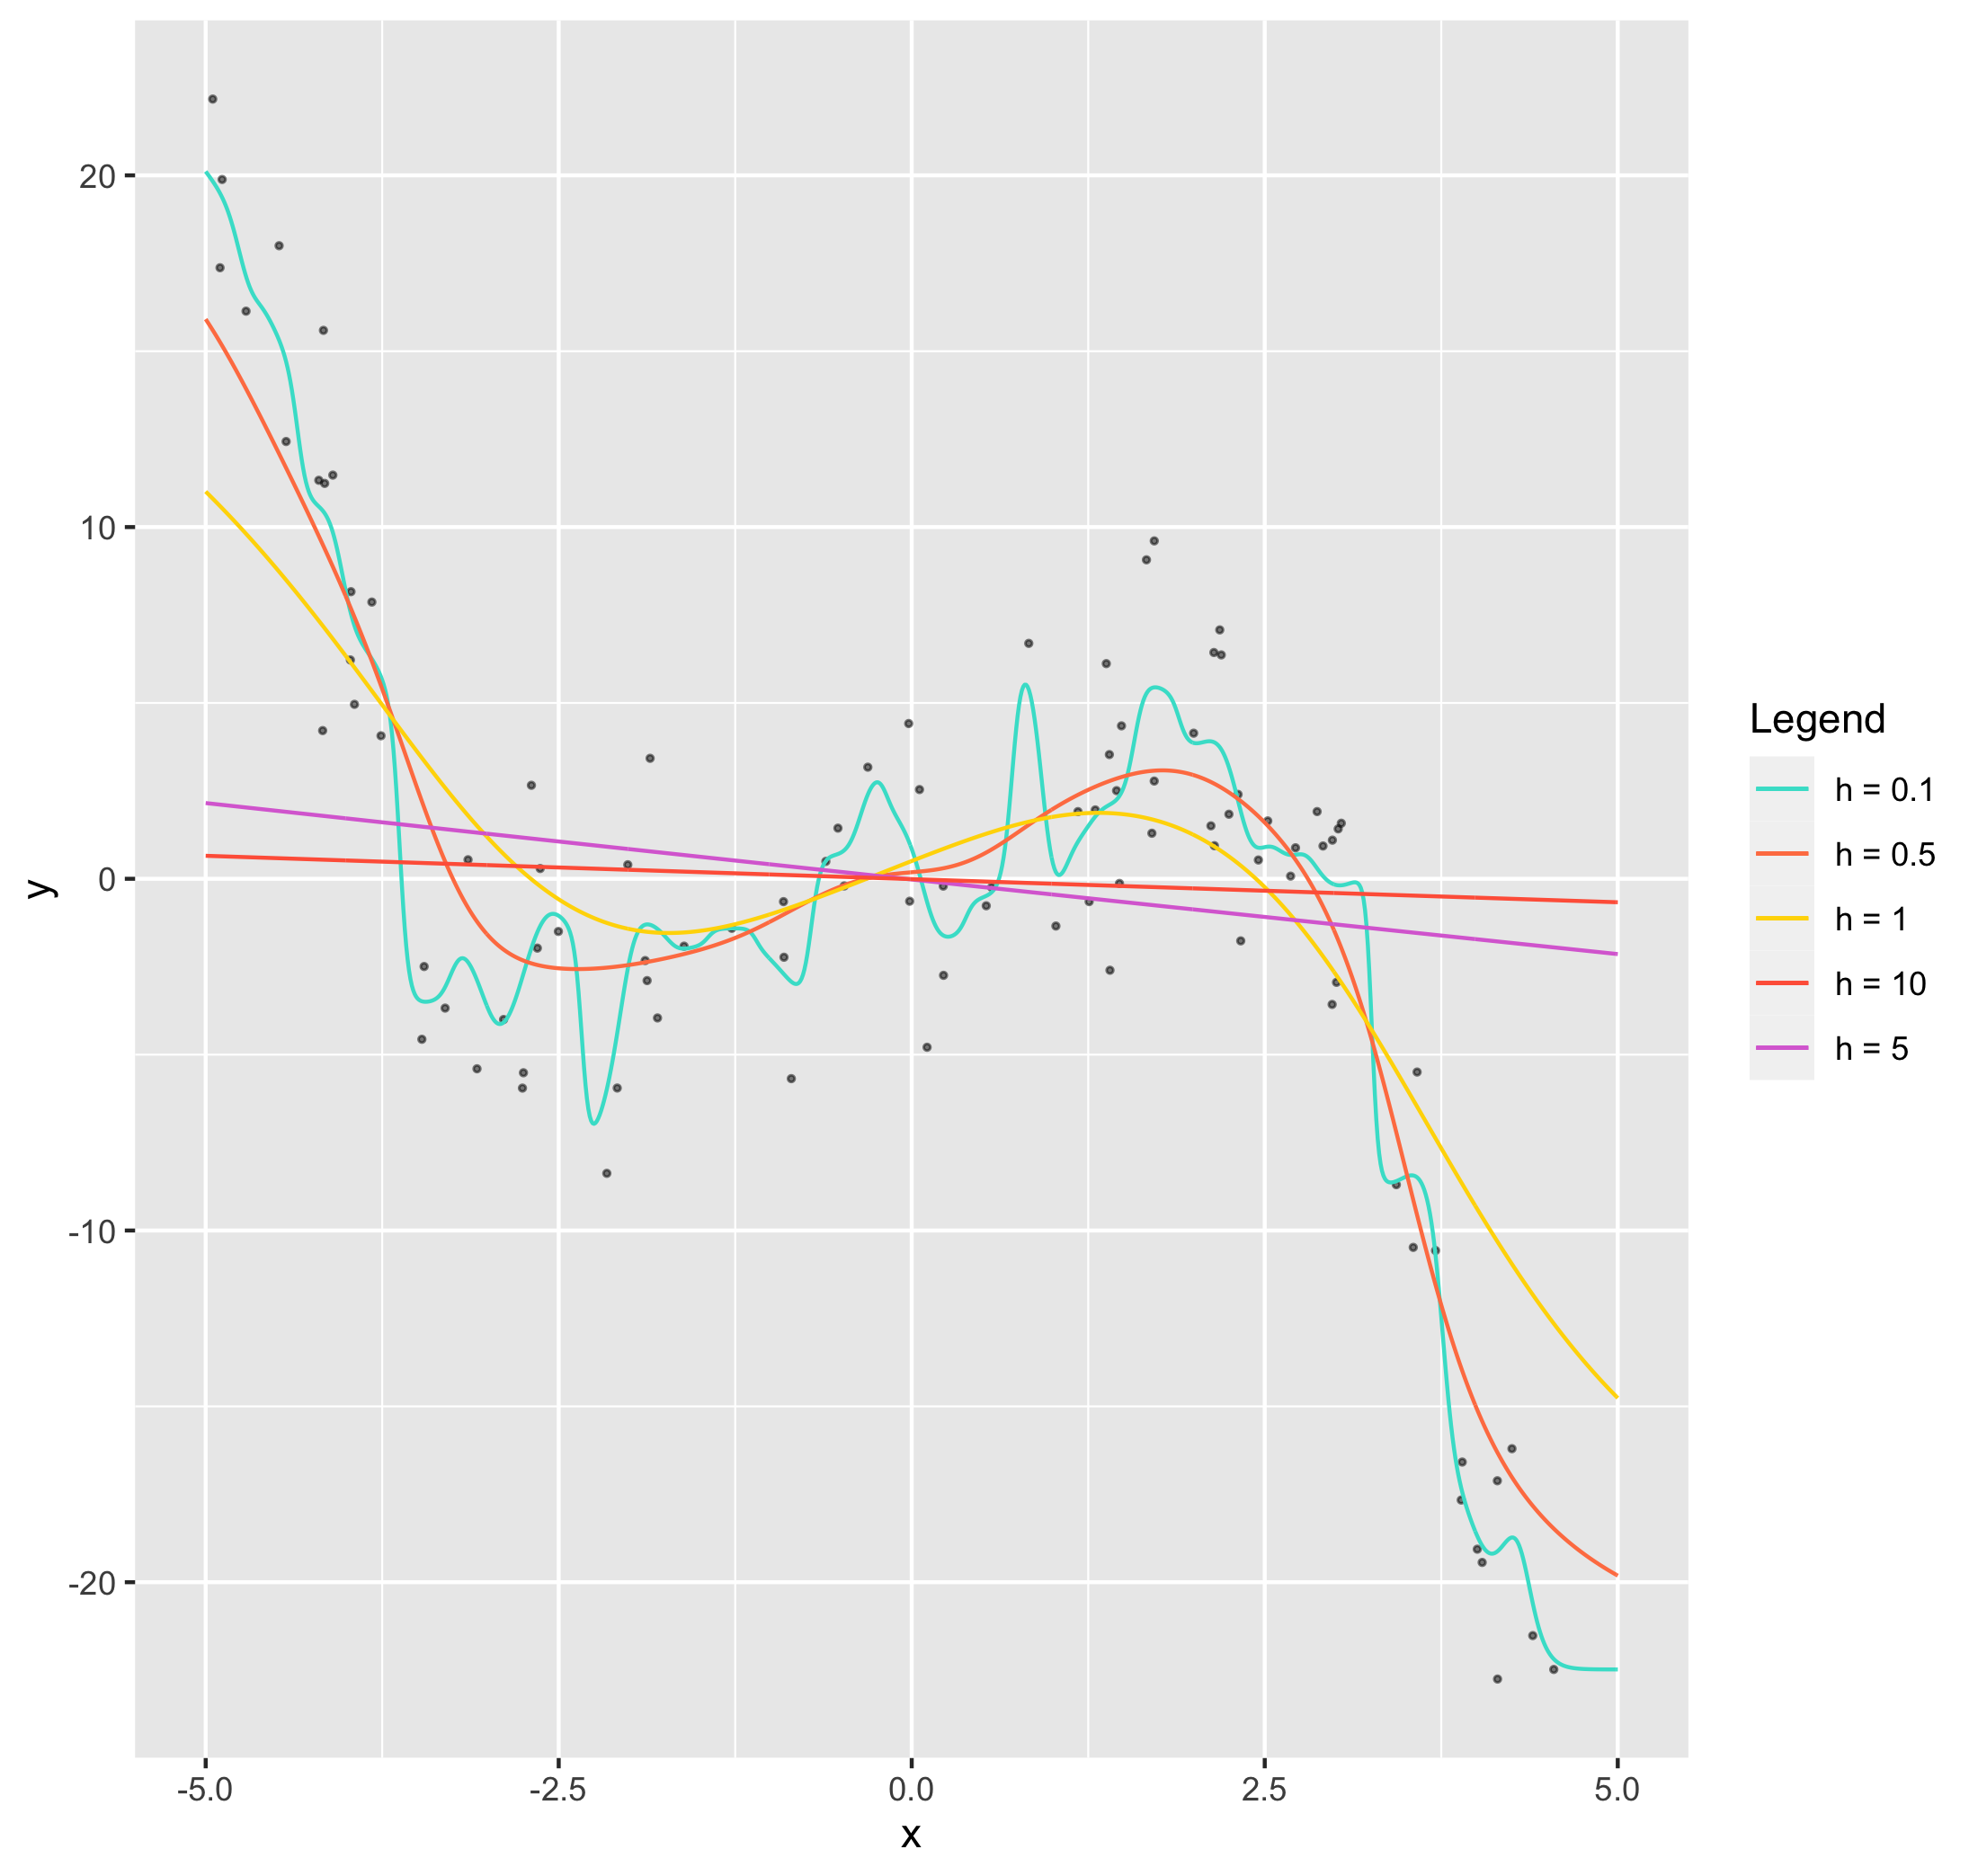 20
10
0
-10
-20
y
-5.0
-2.5
0.0
2.5
5.0
x
Legend
h = 0.1
h = 0.5
h = 1
h = 10
h = 5